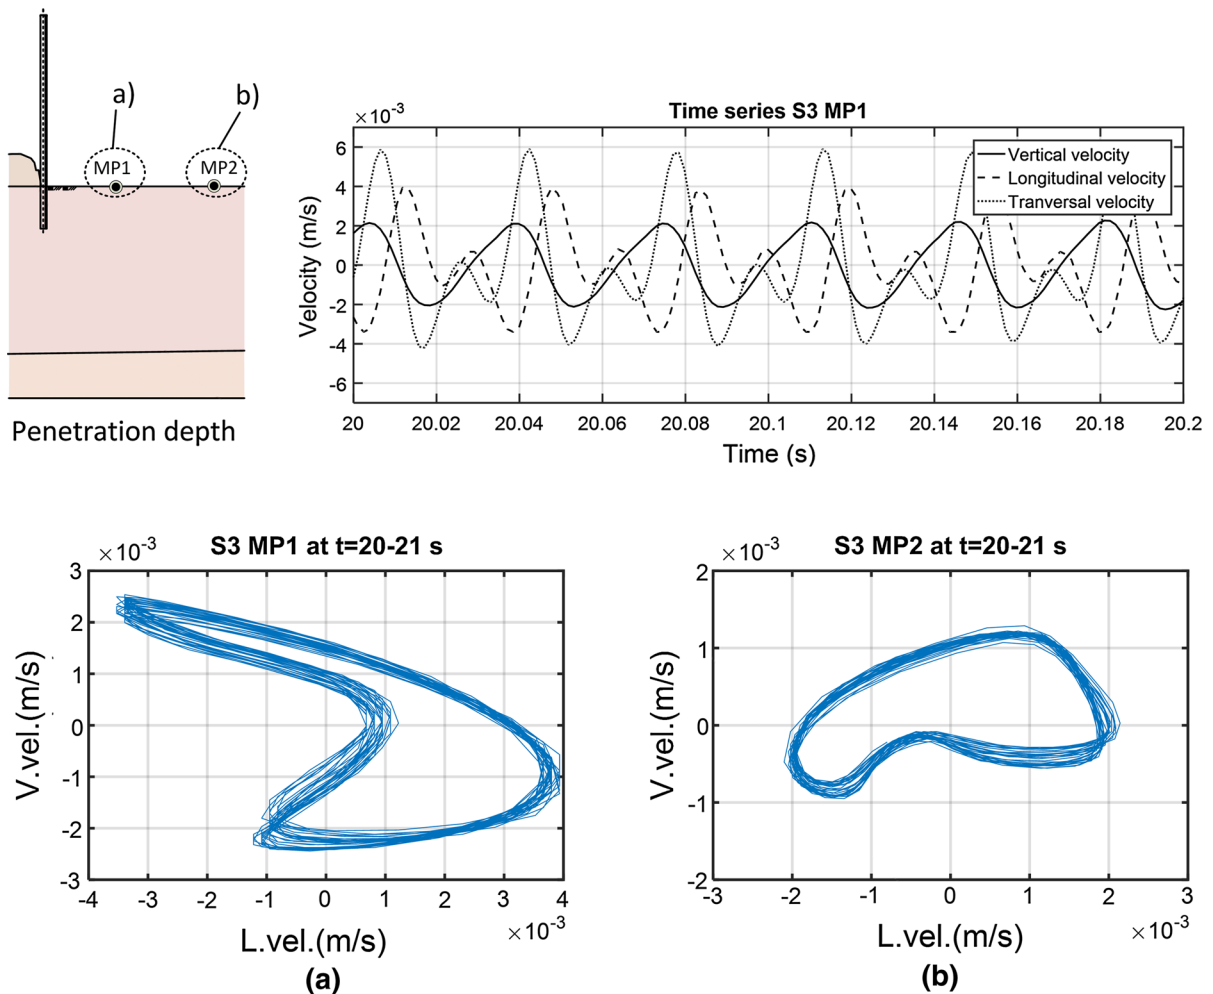 a)
b)
MP1
MP2
Penetration depth
Time series S3 MP1
×10⁻³
6
4
2
0
-2
-4
-6
Velocity (m/s)
Vertical velocity
Longitudinal velocity
Tranversal velocity
20
20.02
20.04
20.06
20.08
20.1
20.12
20.14
20.16
20.18
20.2
Time (s)
S3 MP1 at t=20-21 s
×10⁻³
3
2
1
0
-1
-2
-3
V.vel.(m/s)
-4
-3
-2
-1
0
1
2
3
4
×10⁻³
L.vel.(m/s)
(a)
S3 MP2 at t=20-21 s
×10⁻³
2
1
0
-1
-2
V.vel.(m/s)
-3
-2
-1
0
1
2
3
×10⁻³
L.vel.(m/s)
(b)